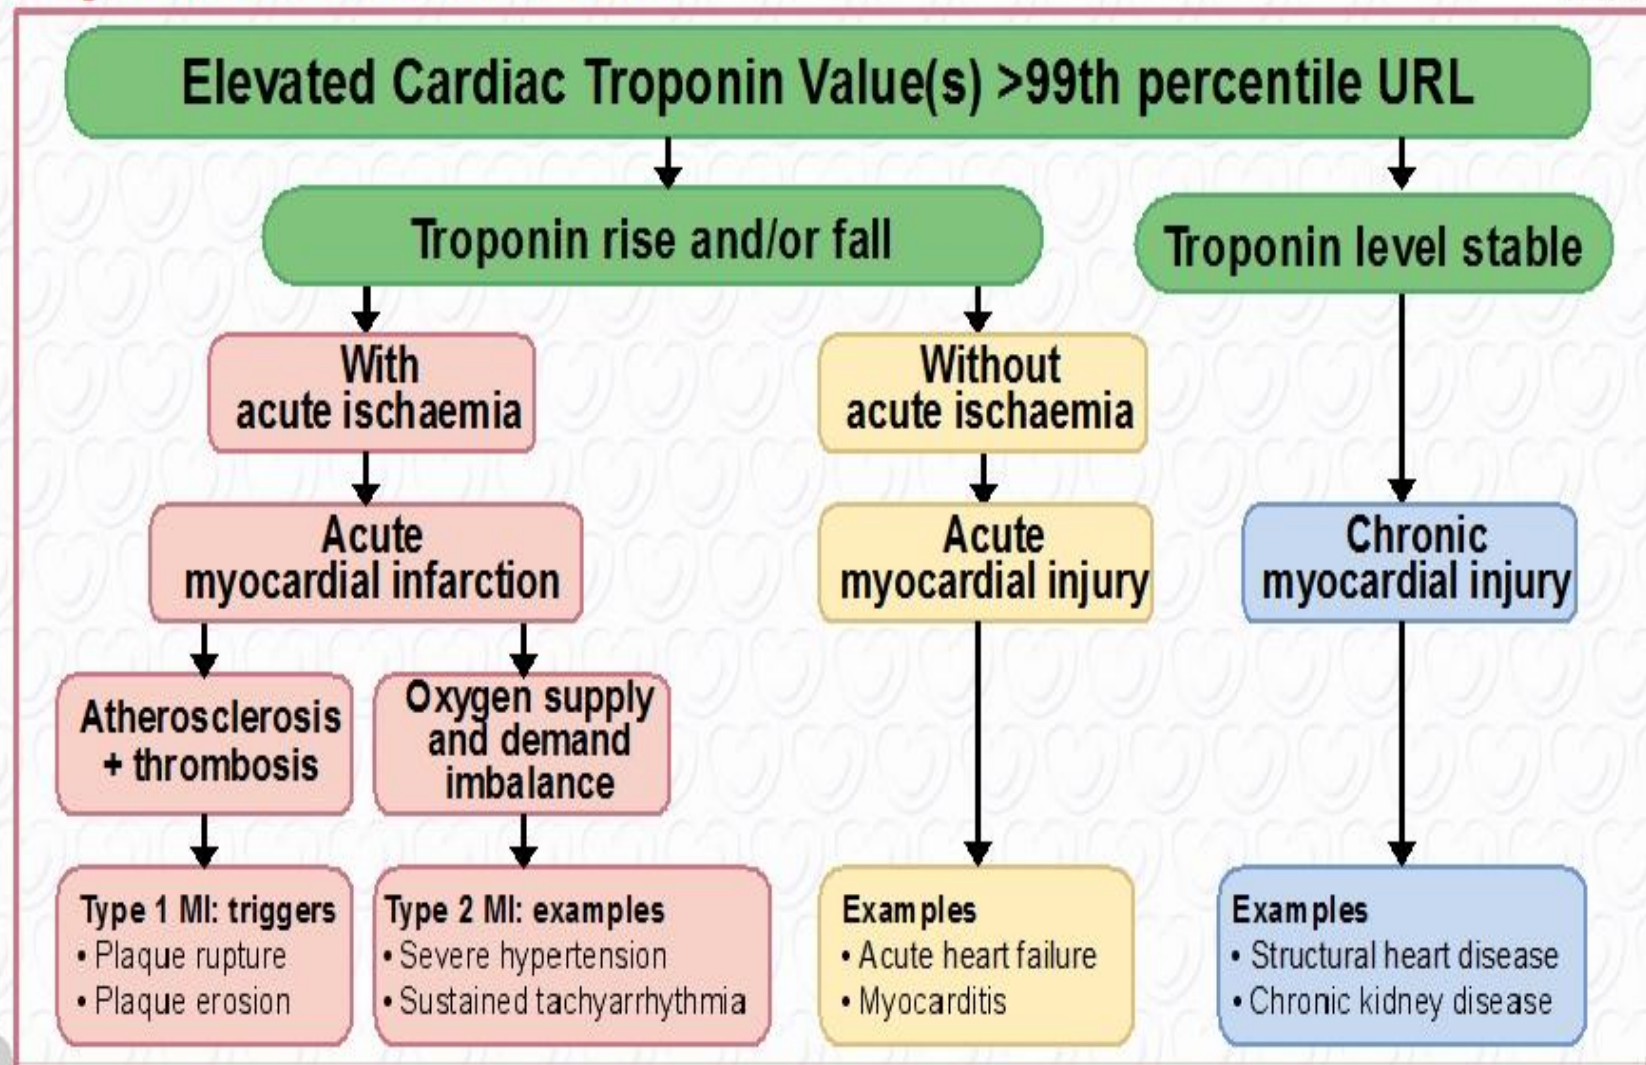 Elevated Cardiac Troponin Value(s) >99th percentile URL
Troponin rise and/or fall
Troponin level stable
With
acute ischaemia
Without
acute ischaemia
Acute
myocardial infarction
Acute
myocardial injury
Chronic
myocardial injury
Atherosclerosis
+ thrombosis
Oxygen supply
and demand
imbalance
Type 1 MI: triggers
• Plaque rupture
• Plaque erosion
Type 2 MI: examples
• Severe hypertension
• Sustained tachyarrhythmia
Examples
• Acute heart failure
• Myocarditis
Examples
• Structural heart disease
• Chronic kidney disease